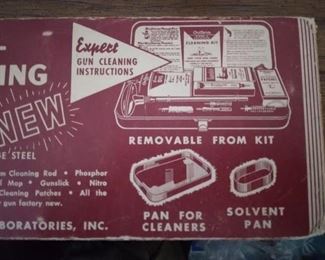 Expert
GUN CLEANING
INSTRUCTIONS
ING
NEW
E STEEL
REMOVABLE FROM KIT
m Cleaning Rod • Phosphor
Mop • Gunslick • Nitro
Cleaning Patches • All the
gun factory new.
BORATORIES, INC.
PAN FOR
CLEANERS
SOLVENT
PAN
CLEANING KIT